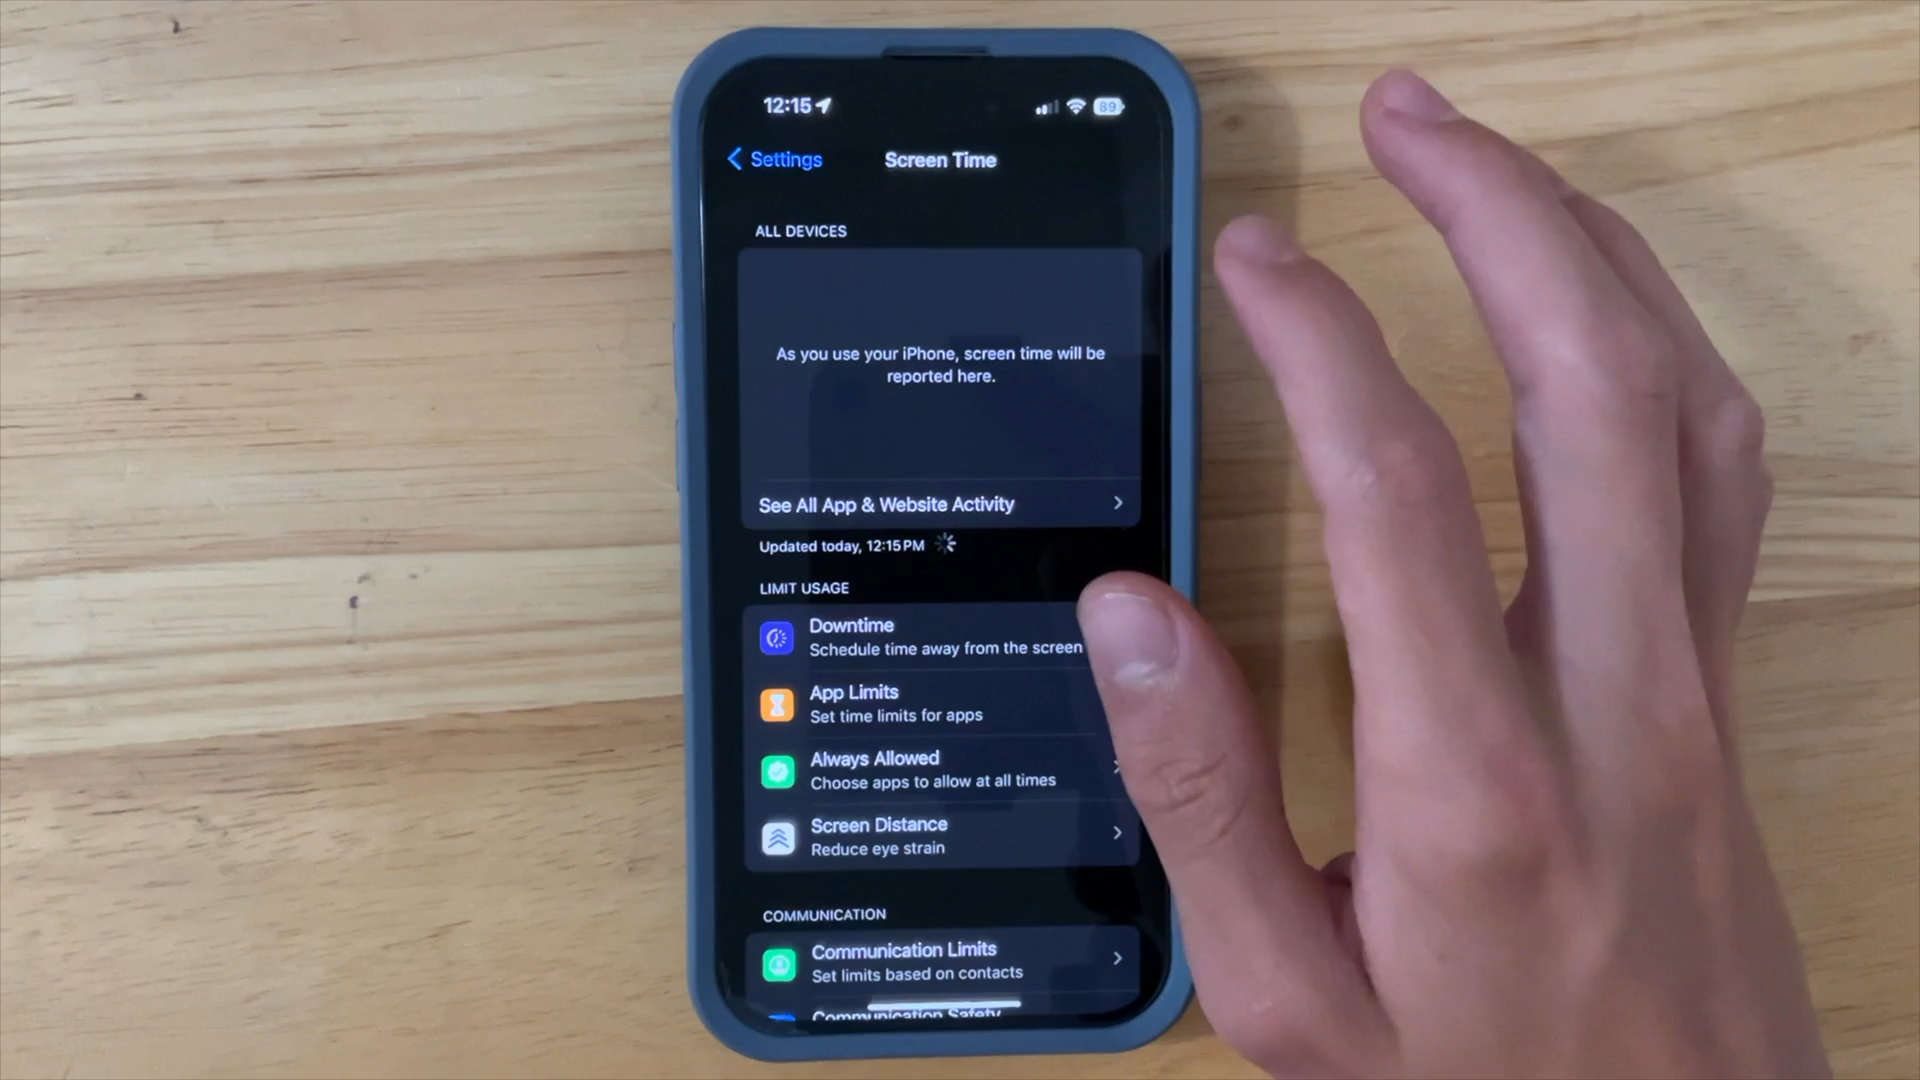 12:15
89
Settings
Screen Time
ALL DEVICES
As you use your iPhone, screen time will be
reported here.
See All App & Website Activity
Updated today, 12:15 PM
LIMIT USAGE
Downtime
Schedule time away from the screen
App Limits
Set time limits for apps
Always Allowed
Choose apps to allow at all times
Screen Distance
Reduce eye strain
COMMUNICATION
Communication Limits
Set limits based on contacts
Communication Safety